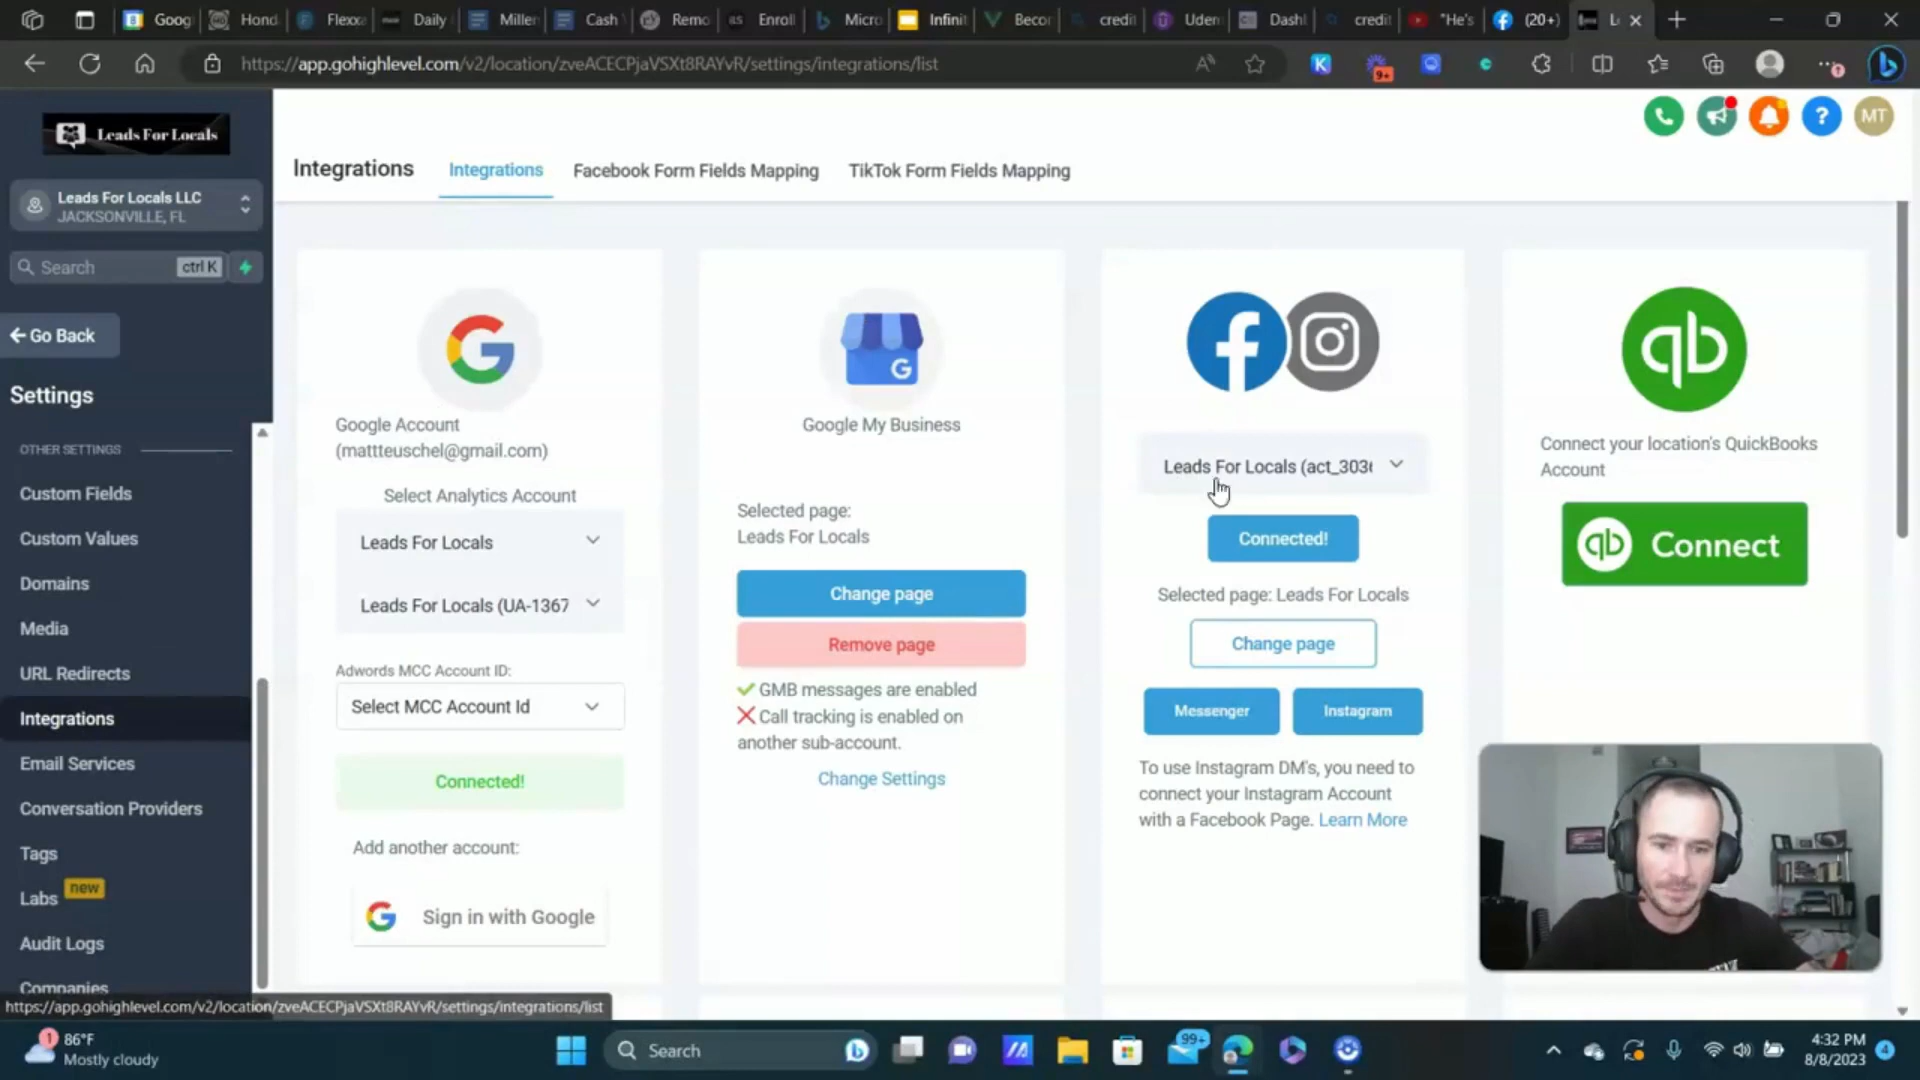 Goog
Hond
Flexxa
Daily
Miller
Cash
Remo
Enroll
Micro
Infinit
Becor
credit
Uden
Dashl
credit
"He's
(20+)
https://app.gohighlevel.com/v2/location/zveACECPjaVSXt8RAYvR/settings/integrations/list
9+
Leads For Locals
MT
Integrations
Integrations
Facebook Form Fields Mapping
TikTok Form Fields Mapping
Leads For Locals LLC
JACKSONVILLE, FL
Search
ctrl K
Go Back
Settings
OTHER SETTINGS
Custom Fields
Custom Values
Domains
Media
URL Redirects
Integrations
Email Services
Conversation Providers
Tags
Labs new
Audit Logs
Companies
Google Account
(mattteuschel@gmail.com)
Select Analytics Account
Leads For Locals
Leads For Locals (UA-1367
Adwords MCC Account ID:
Select MCC Account Id
Connected!
Add another account:
Sign in with Google
Google My Business
Selected page:
Leads For Locals
Change page
Remove page
GMB messages are enabled
Call tracking is enabled on
another sub-account.
Change Settings
Leads For Locals (act_303
Connected!
Selected page: Leads For Locals
Change page
Messenger
Instagram
To use Instagram DM's, you need to
connect your Instagram Account
with a Facebook Page. Learn More
qb
Connect your location's QuickBooks
Account
qb Connect
https://app.gohighlevel.com/v2/location/zveACECPjaVSXt8RAYvR/settings/integrations/list
1
86°F
Mostly cloudy
Search
99+
4:32 PM
8/8/2023
4